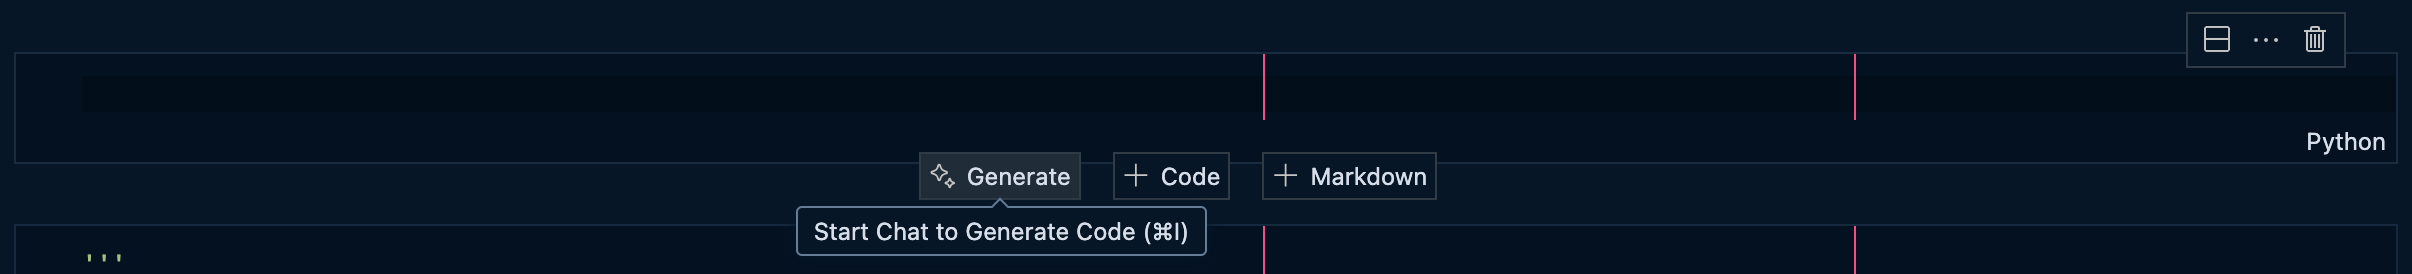 Python
Generate
Code
Markdown
Start Chat to Generate Code (⌘I)
'''